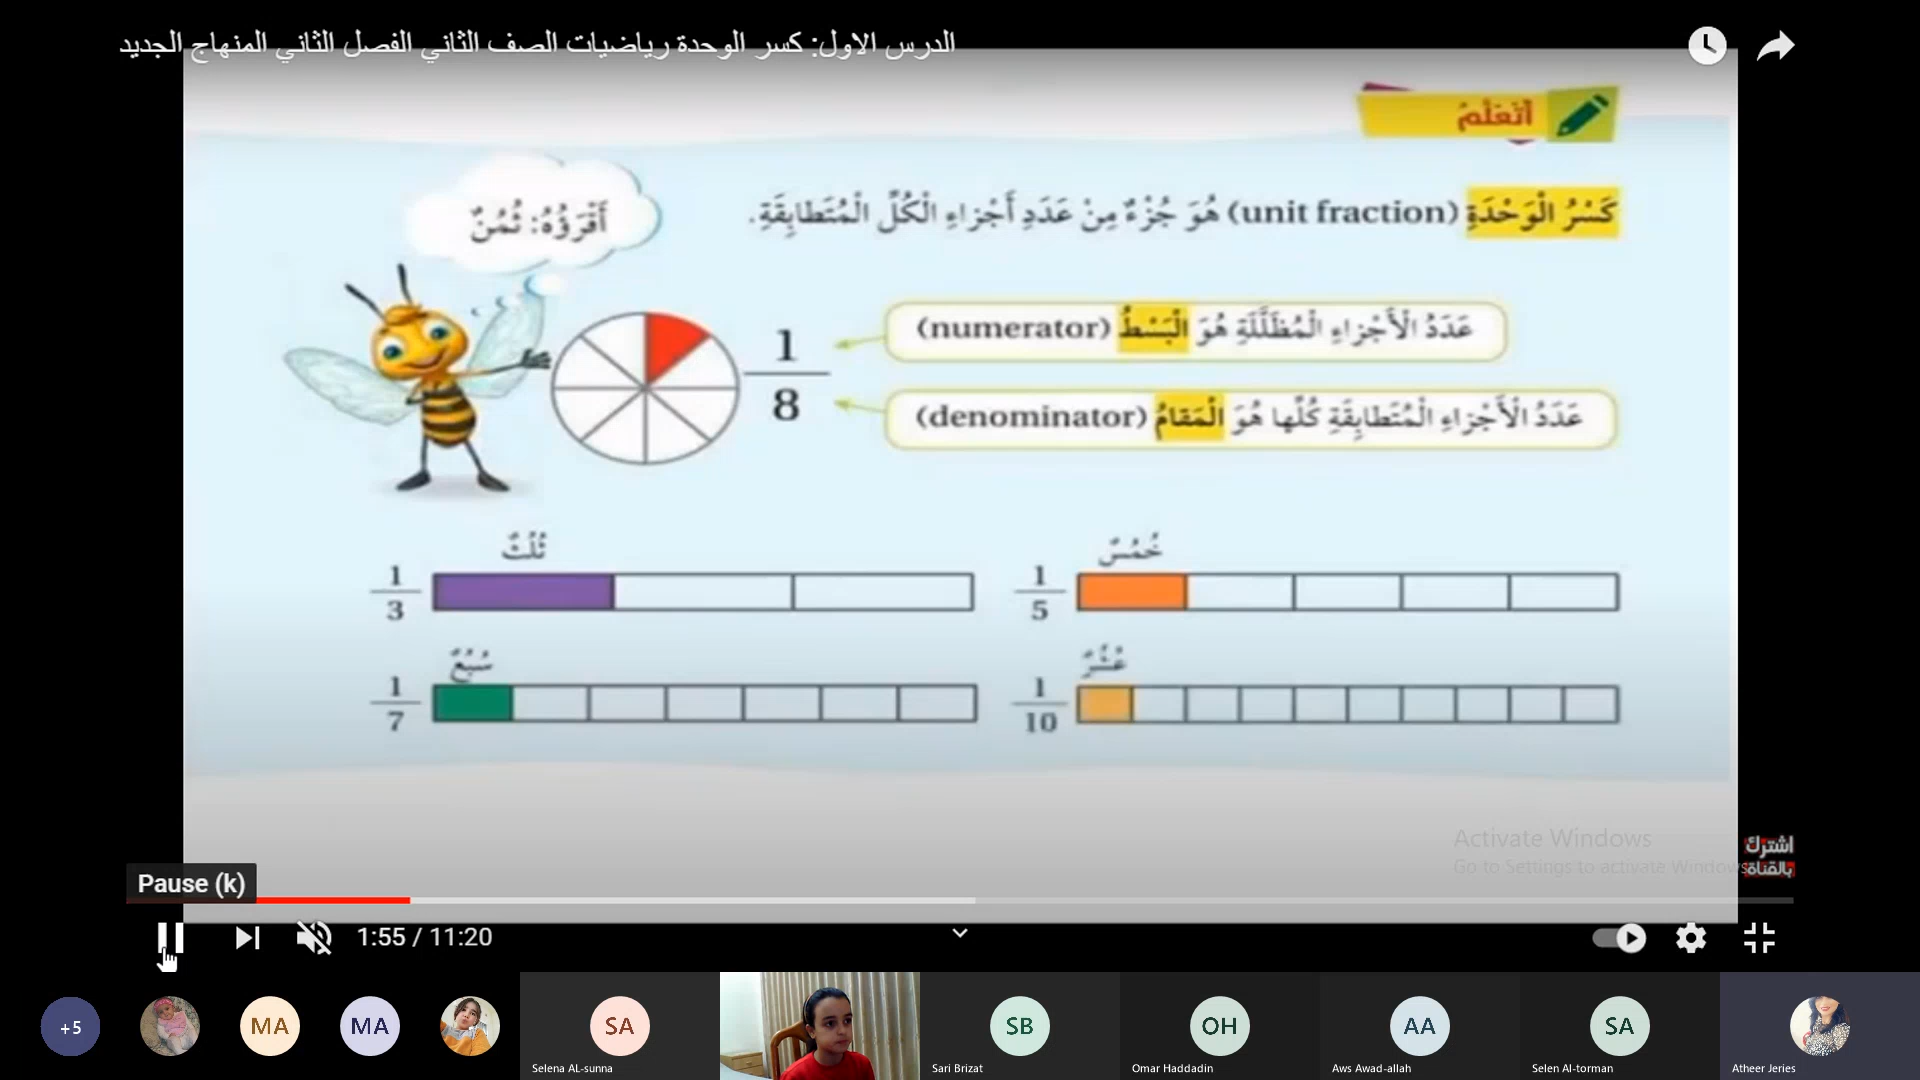 الدرس الاول: كسر الوحدة رياضيات الصف الثاني الفصل الثاني المنهاج الجديد
أَتَعَلَّمُ
كَسْرُ الْوَحْدَةِ (unit fraction) هُوَ جُزْءٌ مِنْ عَدَدِ أَجْزاءِ الْكُلِّ الْمُتَطابِقَةِ.
أَقْرَؤُهُ: ثُمُنٌ
عَدَدُ الْأَجْزاءِ الْمُظَلَّلَةِ هُوَ الْبَسْطُ (numerator)
1
8
عَدَدُ الْأَجْزاءِ الْمُتَطابِقَةِ كُلِّها هُوَ الْمَقامُ (denominator)
خُمُسٌ
1
5
ثُلُثٌ
1
3
عُشُرٌ
1
10
سُبُعٌ
1
7
Activate Windows
Go to Settings to activate Windows
اشترك
بالقناة
Pause (k)
1:55 / 11:20
+5
MA
MA
SA
Selena AL-sunna
SB
Sari Brizat
OH
Omar Haddadin
AA
Aws Awad-allah
SA
Selen Al-torman
Atheer Jeries